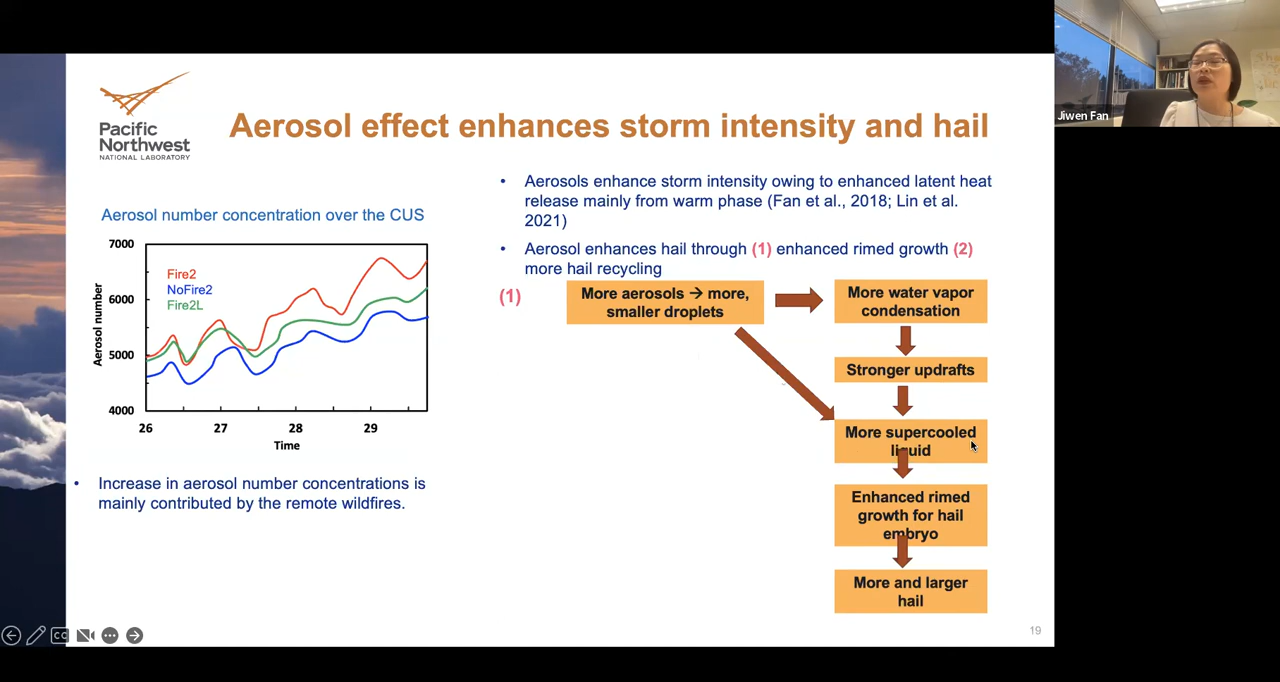 Jiwen Fan
Pacific
Northwest
NATIONAL LABORATORY
Aerosol effect enhances storm intensity and hail
Aerosol number concentration over the CUS
7000
6000
5000
4000
Aerosol number
Fire2
NoFire2
Fire2L
26 27 28 29
Time
• Increase in aerosol number concentrations is
mainly contributed by the remote wildfires.
• Aerosols enhance storm intensity owing to enhanced latent heat
release mainly from warm phase (Fan et al., 2018; Lin et al.
2021)
• Aerosol enhances hail through (1) enhanced rimed growth (2)
more hail recycling
(1)
More aerosols → more,
smaller droplets
More water vapor
condensation
Stronger updrafts
More supercooled
liquid
Enhanced rimed
growth for hail
embryo
More and larger
hail
CC
19